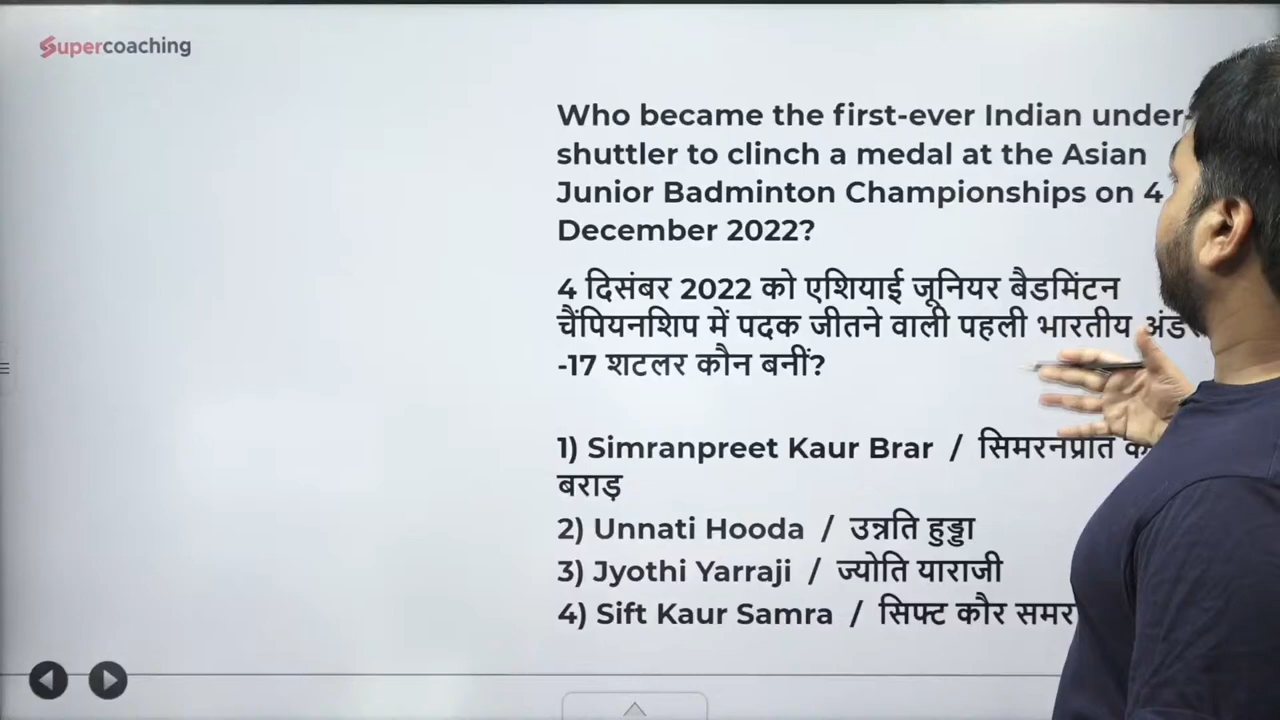 Supercoaching
Who became the first-ever Indian under-
shuttler to clinch a medal at the Asian
Junior Badminton Championships on 4
December 2022?
4 दिसंबर 2022 को एशियाई जूनियर बैडमिंटन
चैंपियनशिप में पदक जीतने वाली पहली भारतीय
-17 शटलर कौन बनीं?
1) Simranpreet Kaur Brar / सिमरनप्रीत
बराड़
2) Unnati Hooda / उन्नति हुड्डा
3) Jyothi Yarraji / ज्योति याराजी
4) Sift Kaur Samra / सिफ्ट कौर समर